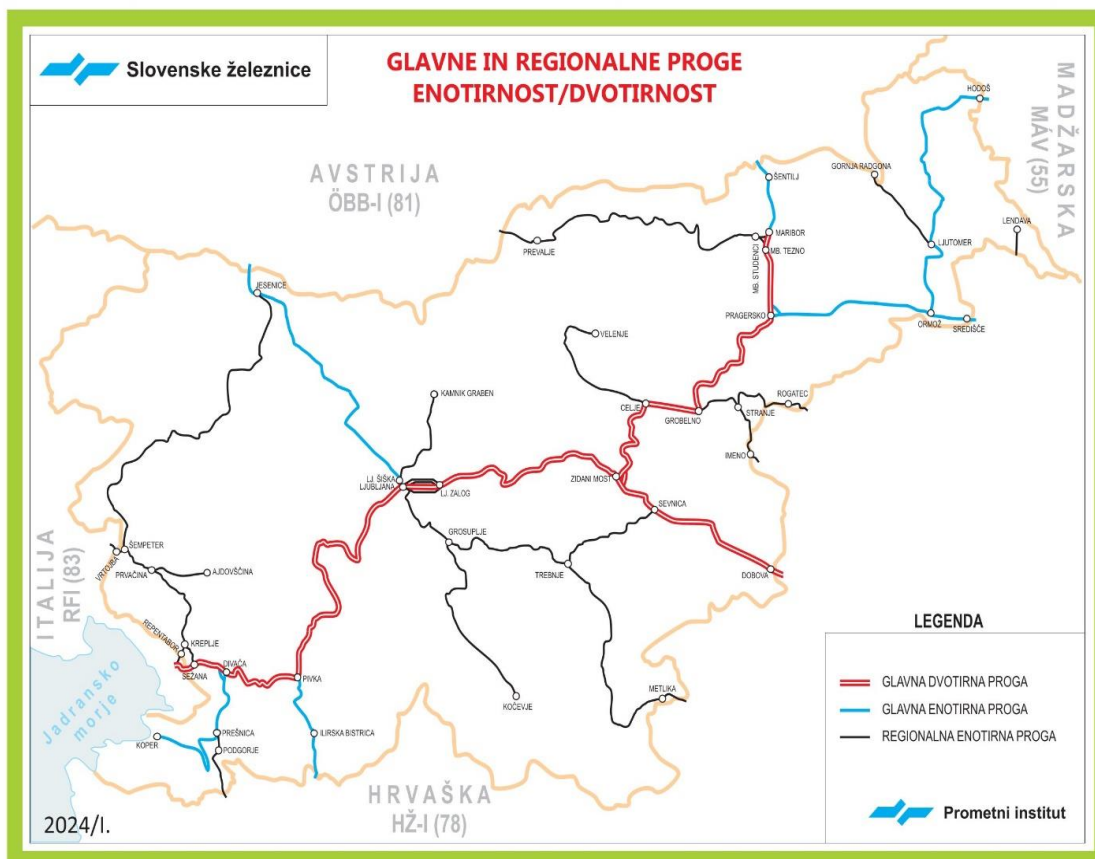 Slovenske železnice
GLAVNE IN REGIONALNE PROGE
ENOTIRNOST/DVOTIRNOST
AVSTRIJA
ÖBB-I (81)
MADŽARSKA
MÁV (55)
HODOŠ
ŠENTILJ
GORNJA RADGONA
LENDAVA
MARIBOR
PREVALJE
MB. TEZNO
MB. STUDENCI
LJUTOMER
JESENICE
PRAGERSKO
ORMOŽ
SREDIŠČE
VELENJE
KAMNIK GRABEN
CELJE
GROBELNO
STRANJE
ROGATEC
IMENO
LJ. ŠIŠKA
LJUBLJANA
LJ. ZALOG
ZIDANI MOST
SEVNICA
GROSUPLJE
TREBNJE
DOBOVA
ŠEMPETER
VRTOJBA
PRVAČINA
AJDOVŠČINA
ITALIJA
RFI (83)
REPENTABOR
KREPLJE
SEŽANA
DIVAČA
PIVKA
KOČEVJE
METLIKA
Jadransko
morje
KOPER
PREŠNICA
PODGORJE
ILIRSKA BISTRICA
HRVAŠKA
HŽ-I (78)
LEGENDA
GLAVNA DVOTIRNA PROGA
GLAVNA ENOTIRNA PROGA
REGIONALNA ENOTIRNA PROGA
Prometni institut
2024/I.